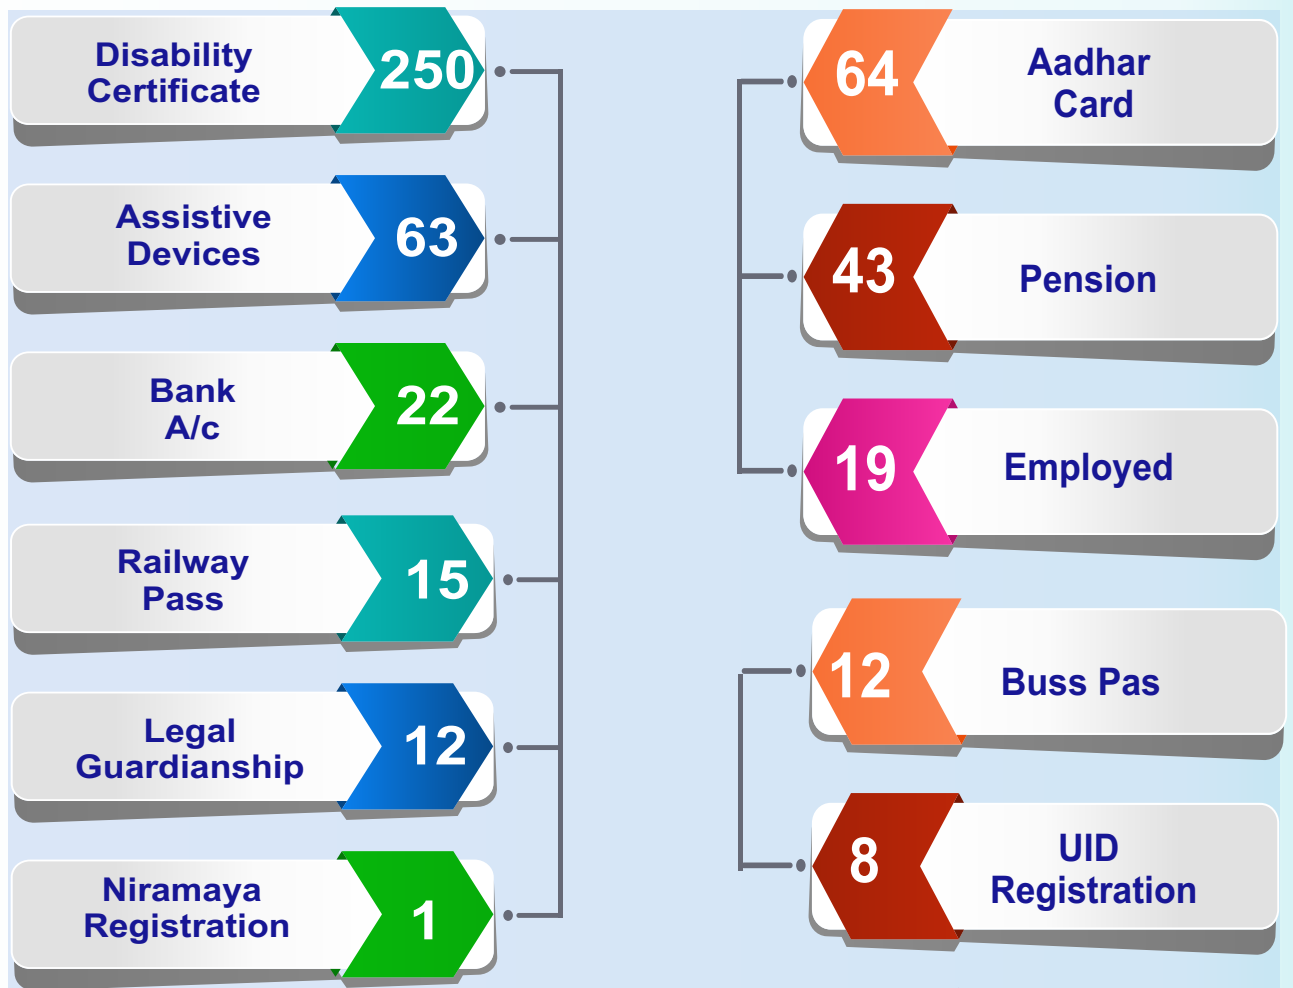 Disability
Certificate
250
Assistive
Devices
63
Bank
A/c
22
Railway
Pass
15
Legal
Guardianship
12
Niramaya
Registration
1
64
Aadhar
Card
43
Pension
19
Employed
12
Buss Pas
8
UID
Registration